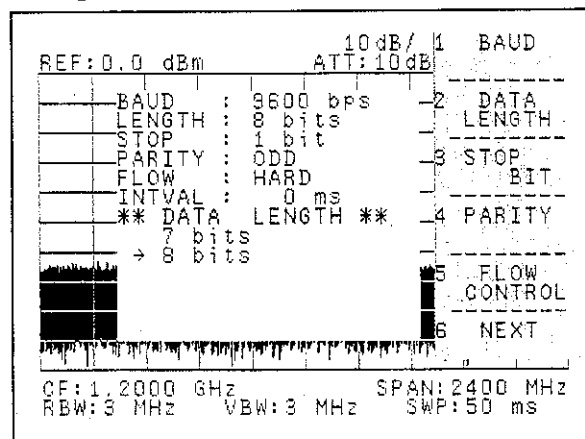 10dB/
REF:0.0 dBm ATT:10dB
BAUD : 9600 bps
LENGTH : 8 bits
STOP : 1 bit
PARITY : ODD
FLOW : HARD
INTVAL : 0 ms
** DATA LENGTH **
7 bits
→ 8 bits
CF:1.2000 GHz SPAN:2400 MHz
RBW:3 MHz VBW:3 MHz SWP:50 ms
1 BAUD
2 DATA
LENGTH
3 STOP
BIT
4 PARITY
5 FLOW
CONTROL
6 NEXT